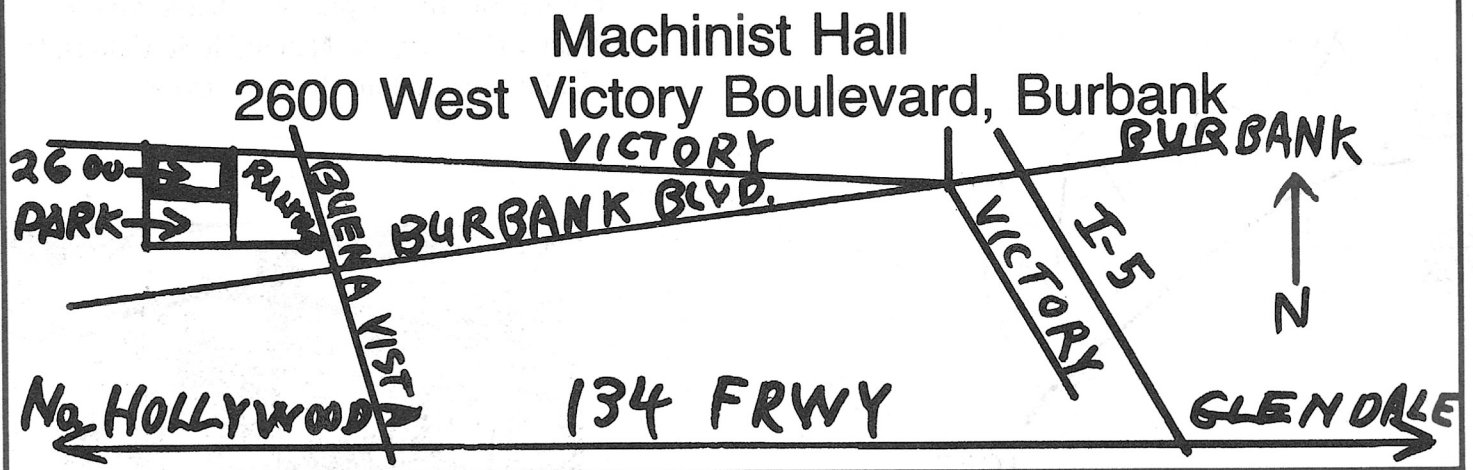 Machinist Hall
2600 West Victory Boulevard, Burbank
VICTORY
BURBANK
2600
PARK
BUENA VISTA
BURBANK BLVD.
VICTORY
I-5
N
No HOLLYWOOD
134 FRWY
GLENDALE